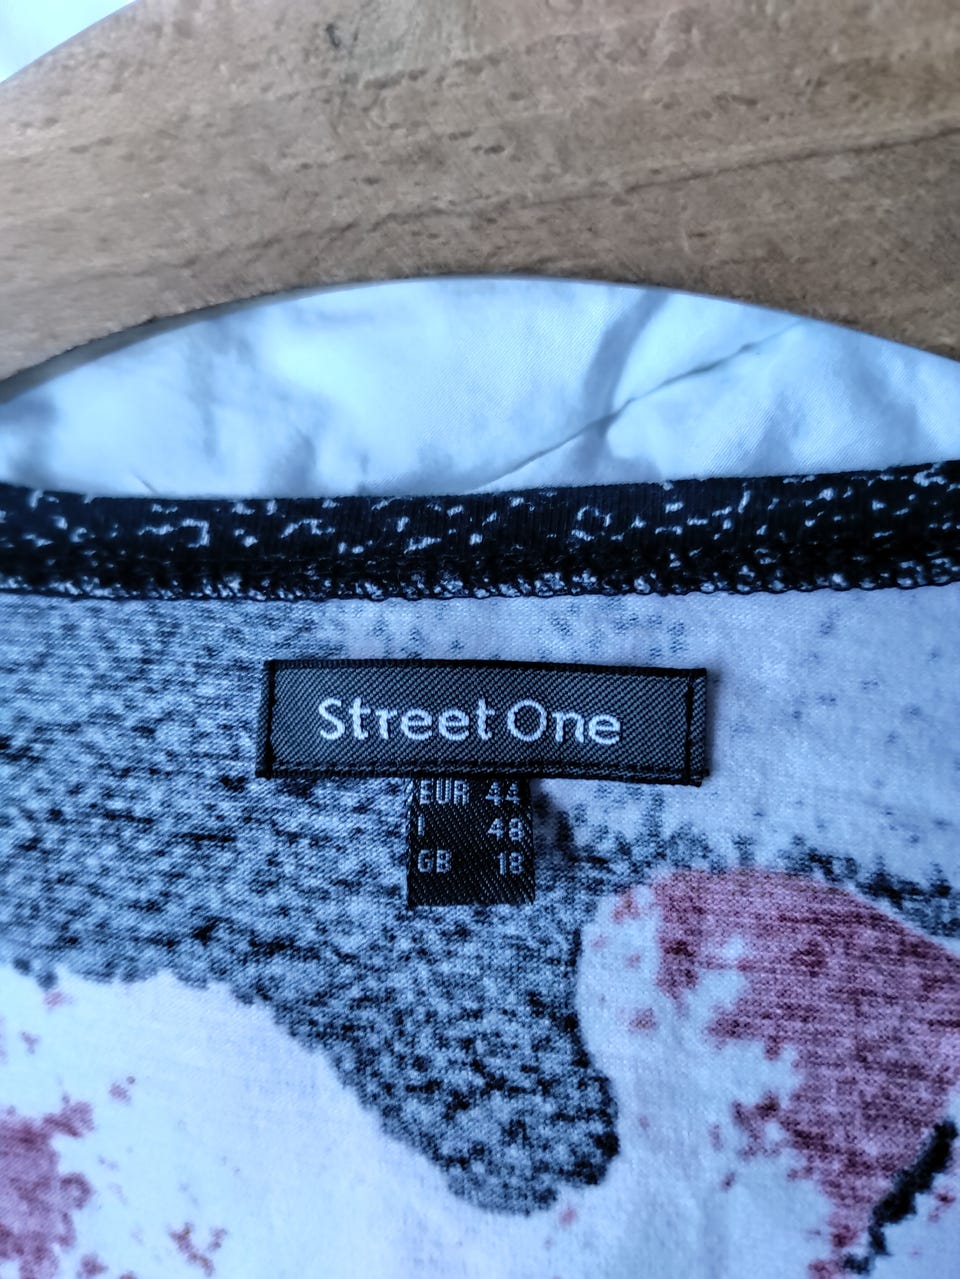 Street One
EUR 44
I 48
GB 18